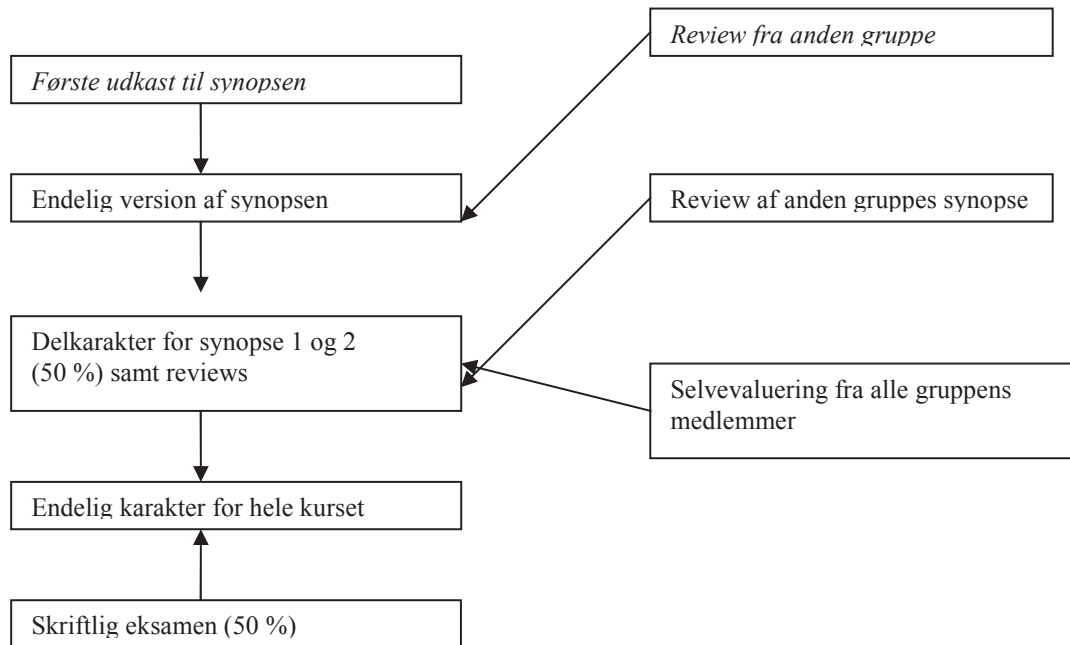 Review fra anden gruppe
Første udkast til synopsen
Endelig version af synopsen
Review af anden gruppes synopse
Delkarakter for synopse 1 og 2
(50 %) samt reviews
Selvevaluering fra alle gruppens
medlemmer
Endelig karakter for hele kurset
Skriftlig eksamen (50 %)